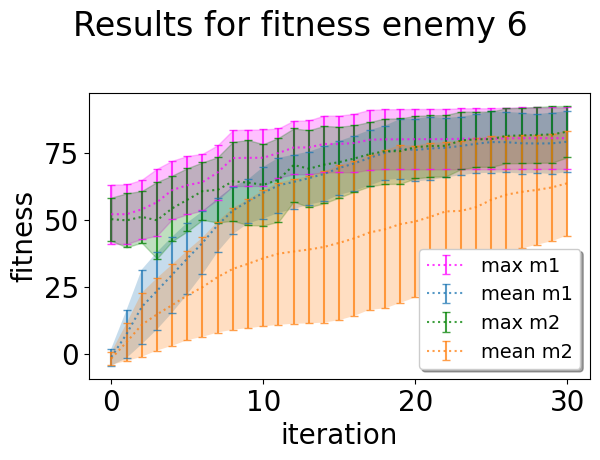 Results for fitness enemy 6
fitness
75
50
25
0
0 10 20 30
iteration
max m1
mean m1
max m2
mean m2